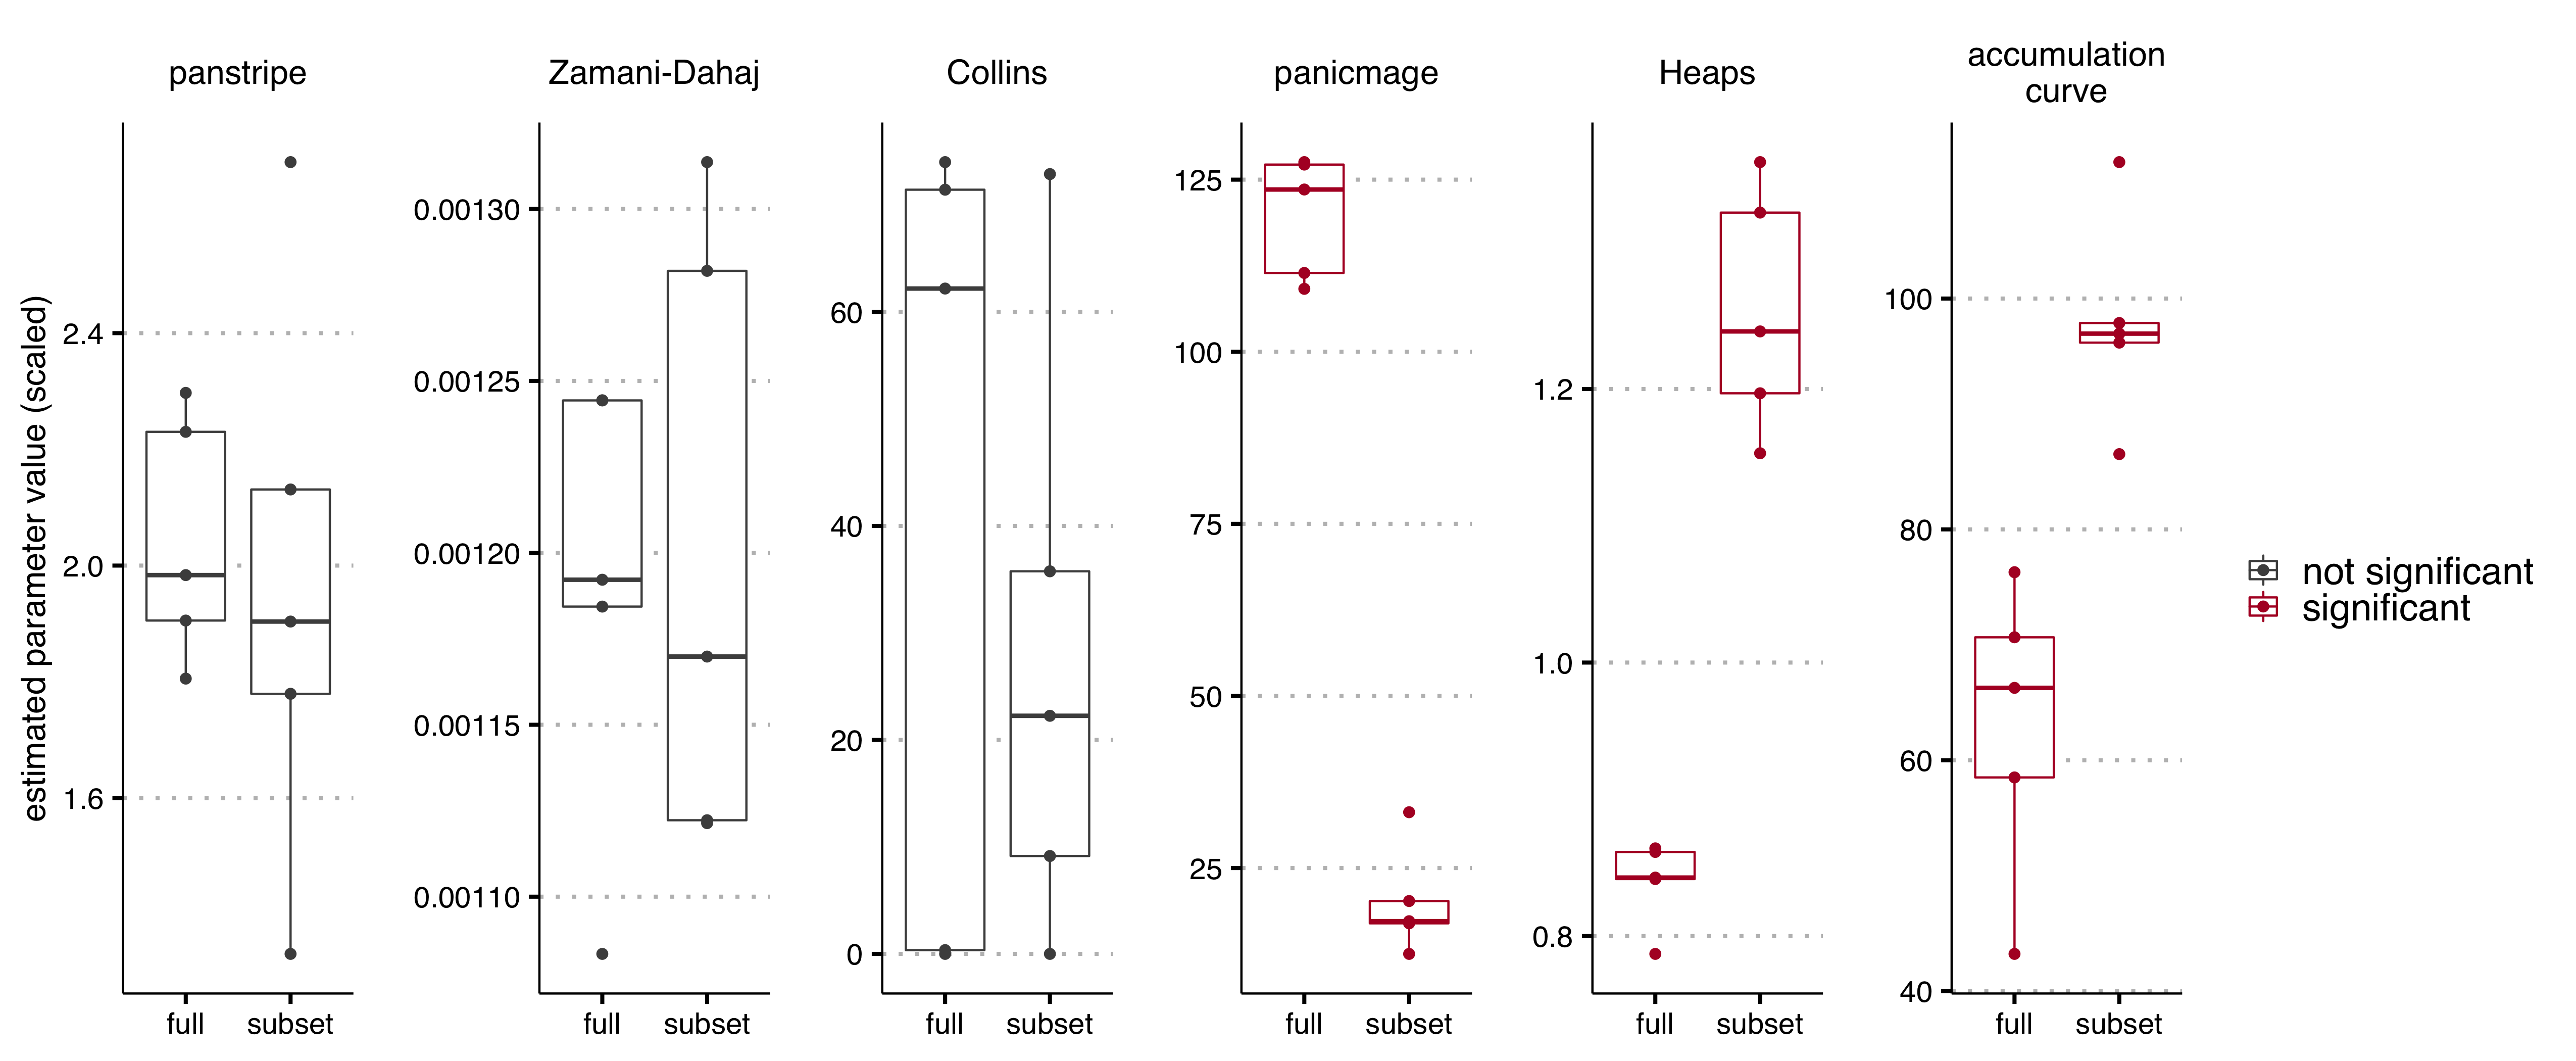 panstripe
Zamani-Dahaj
Collins
panicmage
Heaps
accumulation
curve
estimated parameter value (scaled)
2.4
2.0
1.6
full
subset
0.00130
0.00125
0.00120
0.00115
0.00110
full
subset
60
40
20
0
full
subset
125
100
75
50
25
full
subset
1.2
1.0
0.8
full
subset
100
80
60
40
full
subset
not significant
significant